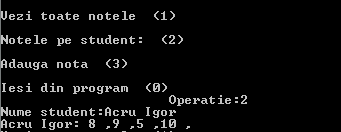 Vezi toate notele (1)
Notele pe student: (2)
Adauga nota (3)
Iesi din program (0)
Operatie:2
Nume student:Acru Igor
Acru Igor: 8 ,9 ,5 ,10 ,